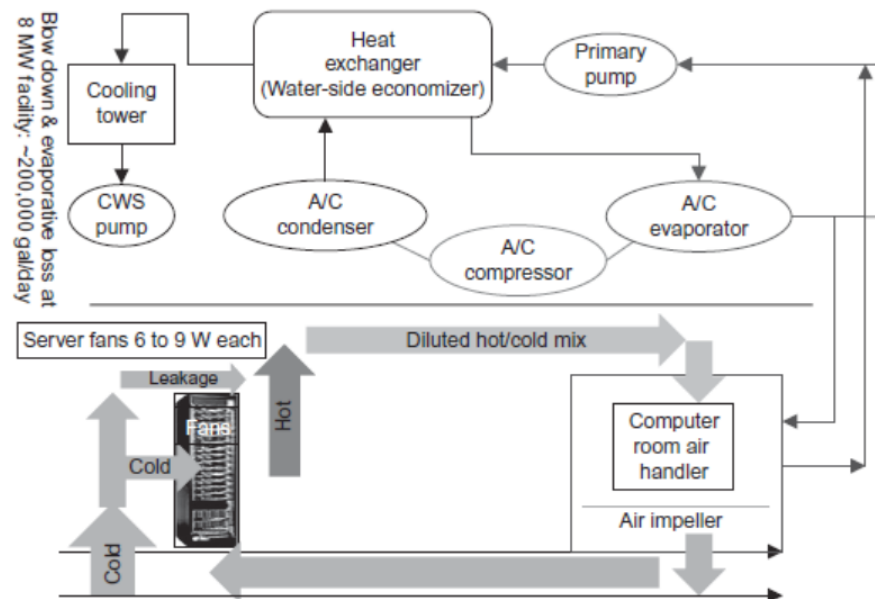 Blow down & evaporative loss at
8 MW facility: ~200,000 gal/day
Cooling
tower
CWS
pump
Heat
exchanger
(Water-side economizer)
Primary
pump
A/C
condenser
A/C
compressor
A/C
evaporator
Server fans 6 to 9 W each
Leakage
Fans
Cold
Cold
Hot
Diluted hot/cold mix
Computer
room air
handler
Air impeller